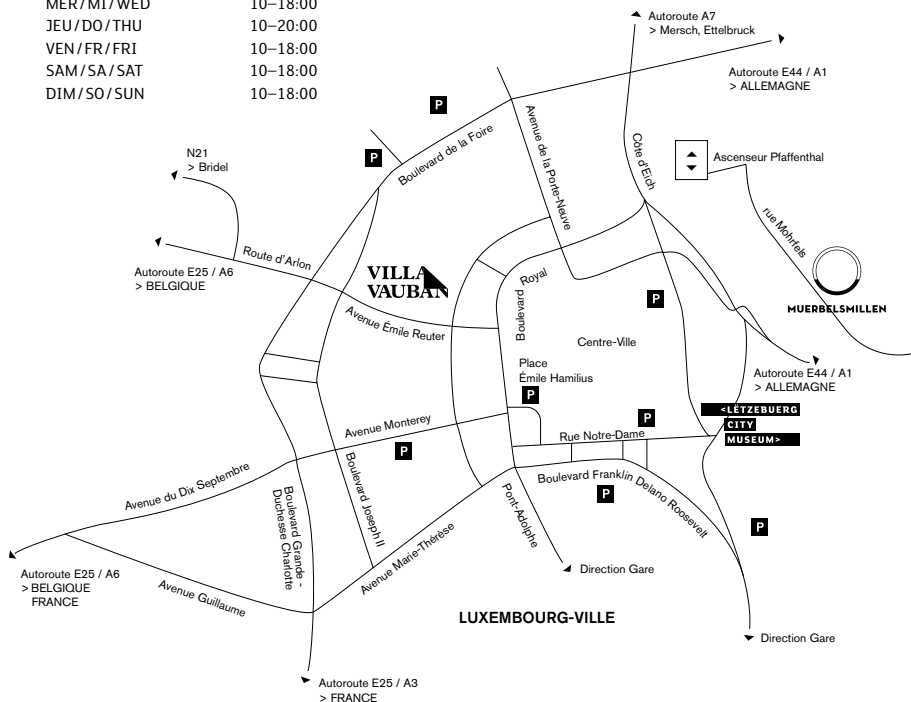 MER/MI/WED 10–18:00
JEU/DO/THU 10–20:00
VEN/FR/FRI 10–18:00
SAM/SA/SAT 10–18:00
DIM/SO/SUN 10–18:00
Autoroute A7
> Mersch, Ettelbruck
Autoroute E44 / A1
> ALLEMAGNE
P
Avenue de la Porte-Neuve
Boulevard de la Foire
Côte d'Eich
P
N21
> Bridel
Ascenseur Pfaffenthal
rue Mohrfels
Route d'Arlon
Autoroute E25 / A6
> BELGIQUE
VILLA
VAUBAN
Royal
Boulevard
P
MUERBELSMILLEN
Avenue Émile Reuter
Centre-Ville
Place
Émile Hamilius
P
Autoroute E44 / A1
> ALLEMAGNE
<LËTZEBUERG
CITY
MUSEUM>
P
Avenue Monterey
Rue Notre-Dame
P
Avenue du Dix Septembre
Boulevard Grande -
Duchesse Charlotte
Boulevard Joseph II
Avenue Marie-Thérèse
Pont-Adolphe
Boulevard Franklin Delano Roosevelt
P
P
Autoroute E25 / A6
> BELGIQUE
FRANCE
Avenue Guillaume
Direction Gare
LUXEMBOURG-VILLE
Direction Gare
Autoroute E25 / A3
> FRANCE